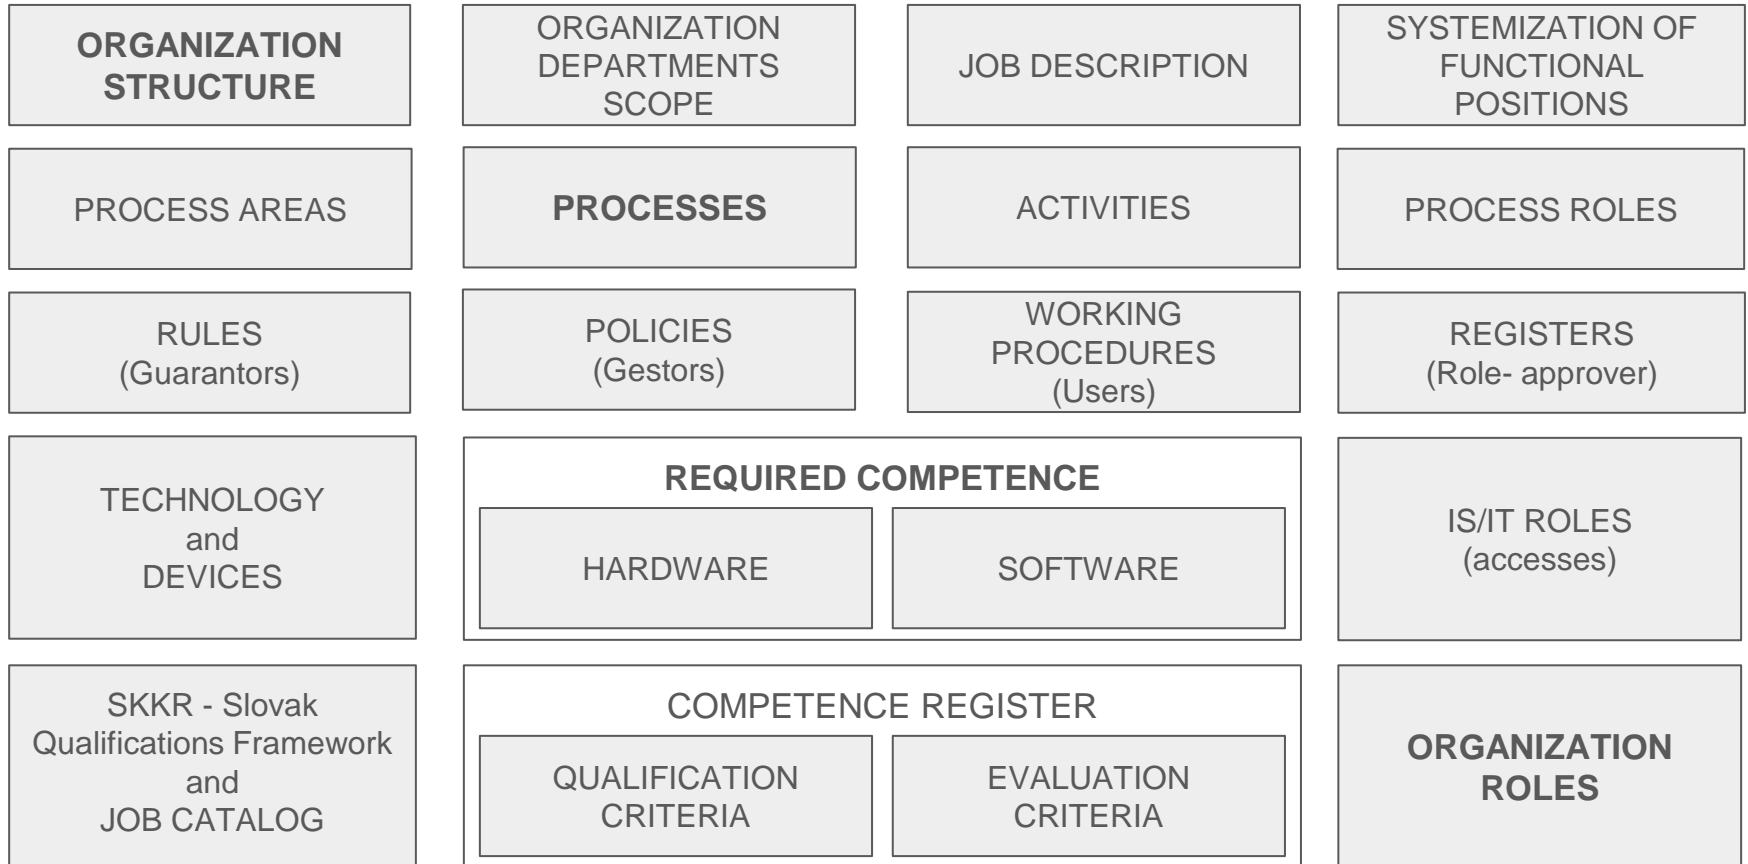 ORGANIZATION
STRUCTURE
ORGANIZATION
DEPARTMENTS
SCOPE
JOB DESCRIPTION
SYSTEMIZATION OF
FUNCTIONAL
POSITIONS
PROCESS AREAS
PROCESSES
ACTIVITIES
PROCESS ROLES
RULES
(Guarantors)
POLICIES
(Gestors)
WORKING
PROCEDURES
(Users)
REGISTERS
(Role- approver)
TECHNOLOGY
and
DEVICES
REQUIRED COMPETENCE
HARDWARE
SOFTWARE
IS/IT ROLES
(accesses)
SKKR - Slovak
Qualifications Framework
and
JOB CATALOG
COMPETENCE REGISTER
QUALIFICATION
CRITERIA
EVALUATION
CRITERIA
ORGANIZATION
ROLES